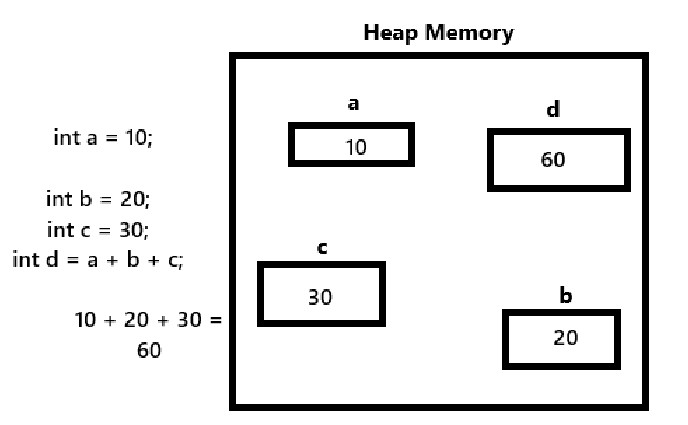 Heap Memory
int a = 10;
int b = 20;
int c = 30;
int d = a + b + c;
10 + 20 + 30 =
60
a
10
d
60
c
30
b
20